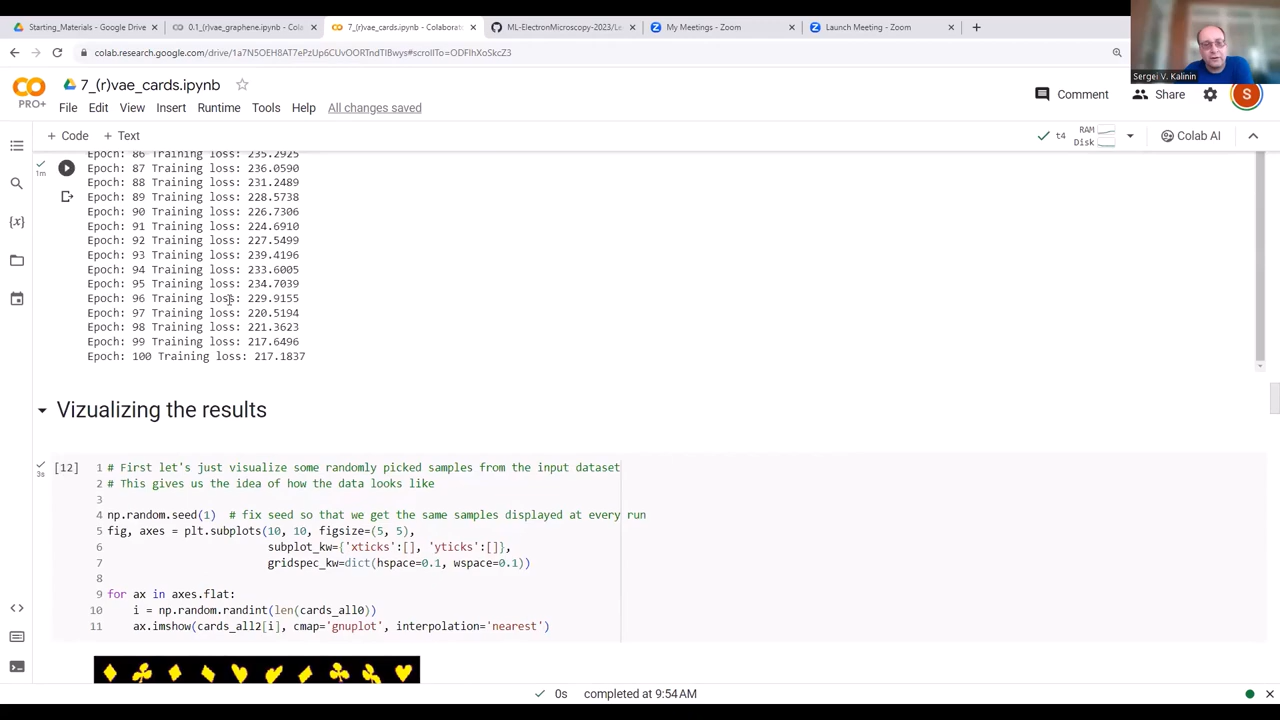 Starting_Materials - Google Drive
0.1_(r)vae_graphene.ipynb - Cola
7_(r)vae_cards.ipynb - Colaborat
ML-ElectronMicroscopy-2023/Le
My Meetings - Zoom
Launch Meeting - Zoom
colab.research.google.com/drive/1a7N5OEH8AT7ePzUp6CUvOORTndTIBwys#scrollTo=ODFlhXoSkcZ3
Sergei V. Kalinin
CO
PRO+
7_(r)vae_cards.ipynb
File Edit View Insert Runtime Tools Help All changes saved
Comment Share S
+ Code + Text
t4 RAM Disk Colab AI
1m
Epoch: 86 Training loss: 235.2925
Epoch: 87 Training loss: 236.0590
Epoch: 88 Training loss: 231.2489
Epoch: 89 Training loss: 228.5738
Epoch: 90 Training loss: 226.7306
Epoch: 91 Training loss: 224.6910
Epoch: 92 Training loss: 227.5499
Epoch: 93 Training loss: 239.4196
Epoch: 94 Training loss: 233.6005
Epoch: 95 Training loss: 234.7039
Epoch: 96 Training loss: 229.9155
Epoch: 97 Training loss: 220.5194
Epoch: 98 Training loss: 221.3623
Epoch: 99 Training loss: 217.6496
Epoch: 100 Training loss: 217.1837
Vizualizing the results
3s
[12] 1 # First let's just visualize some randomly picked samples from the input dataset
2 # This gives us the idea of how the data looks like
3
4 np.random.seed(1) # fix seed so that we get the same samples displayed at every run
5 fig, axes = plt.subplots(10, 10, figsize=(5, 5),
6 subplot_kw={'xticks':[], 'yticks':[]},
7 gridspec_kw=dict(hspace=0.1, wspace=0.1))
8
9 for ax in axes.flat:
10 i = np.random.randint(len(cards_all0))
11 ax.imshow(cards_all2[i], cmap='gnuplot', interpolation='nearest')
0s completed at 9:54 AM